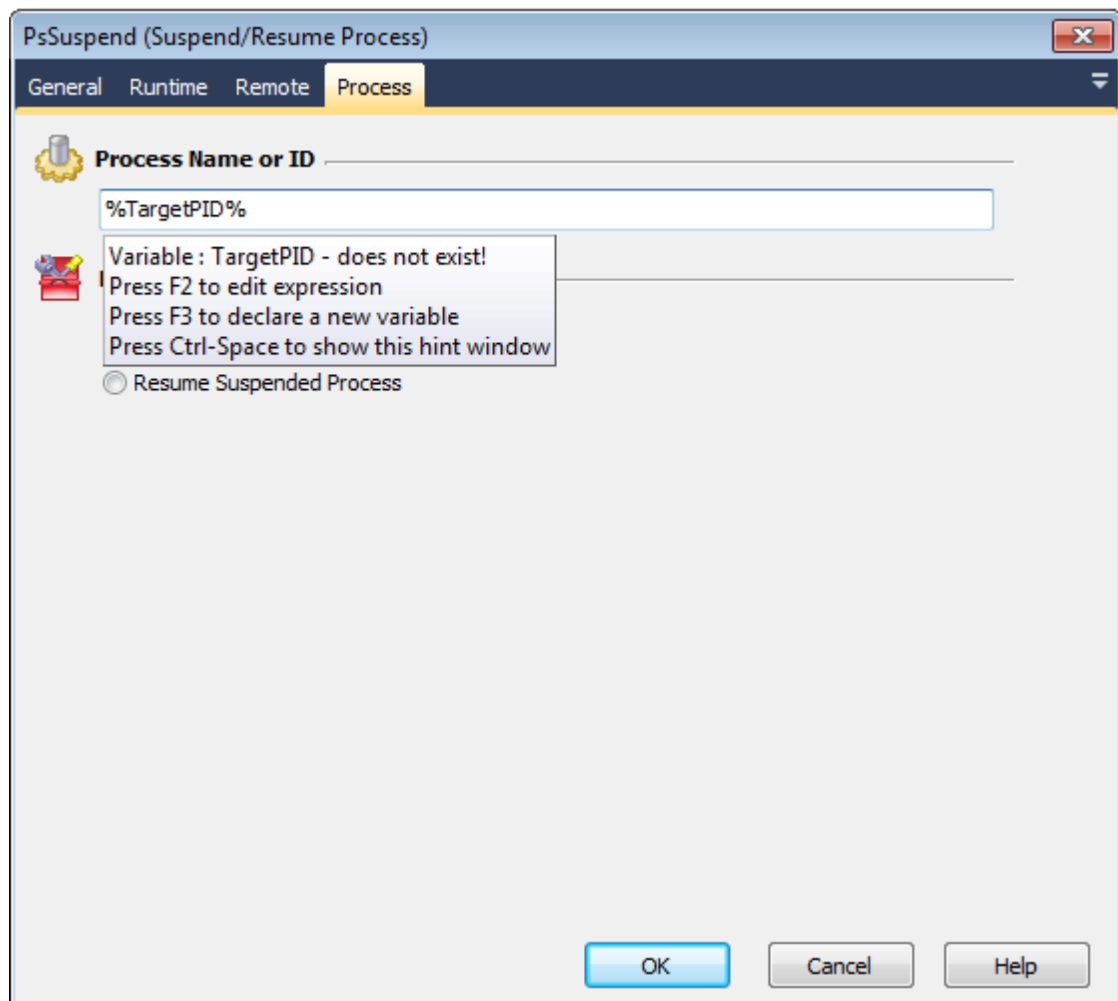 PsSuspend (Suspend/Resume Process)
General Runtime Remote Process
Process Name or ID
%TargetPID%
Variable : TargetPID - does not exist!
Press F2 to edit expression
Press F3 to declare a new variable
Press Ctrl-Space to show this hint window
Resume Suspended Process
OK Cancel Help